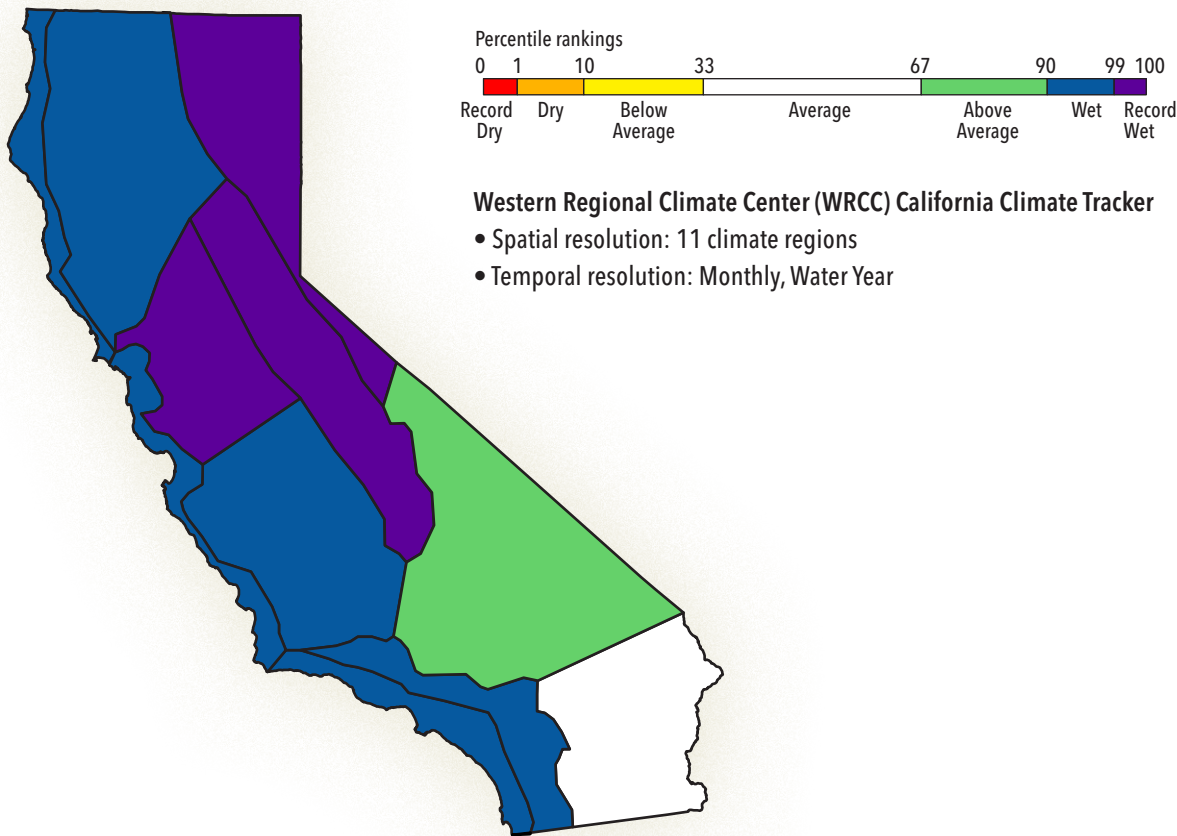 Percentile rankings
0 1 10 33 67 90 99 100
Record Dry Below Average Above Wet Record
Dry Average Average Wet
Western Regional Climate Center (WRCC) California Climate Tracker
• Spatial resolution: 11 climate regions
• Temporal resolution: Monthly, Water Year